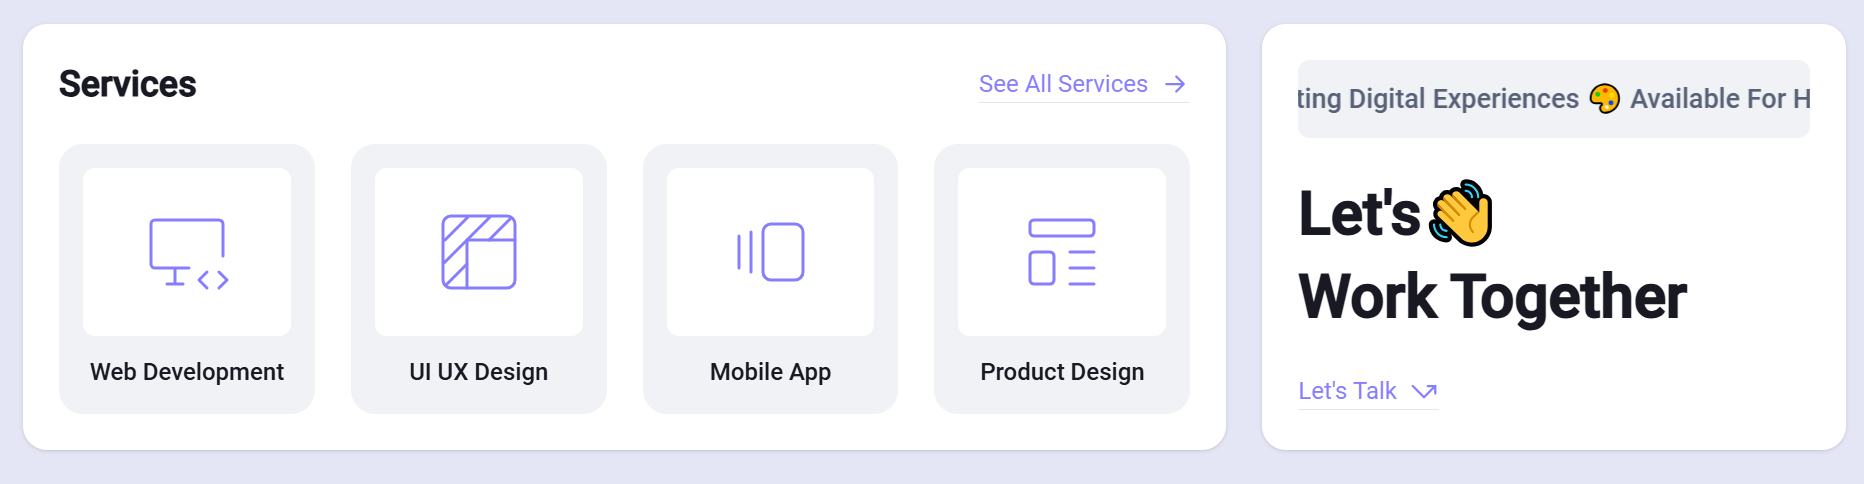 Services
See All Services
Web Development
UI UX Design
Mobile App
Product Design
ting Digital Experiences 🎨 Available For H
Let's 👋
Work Together
Let's Talk